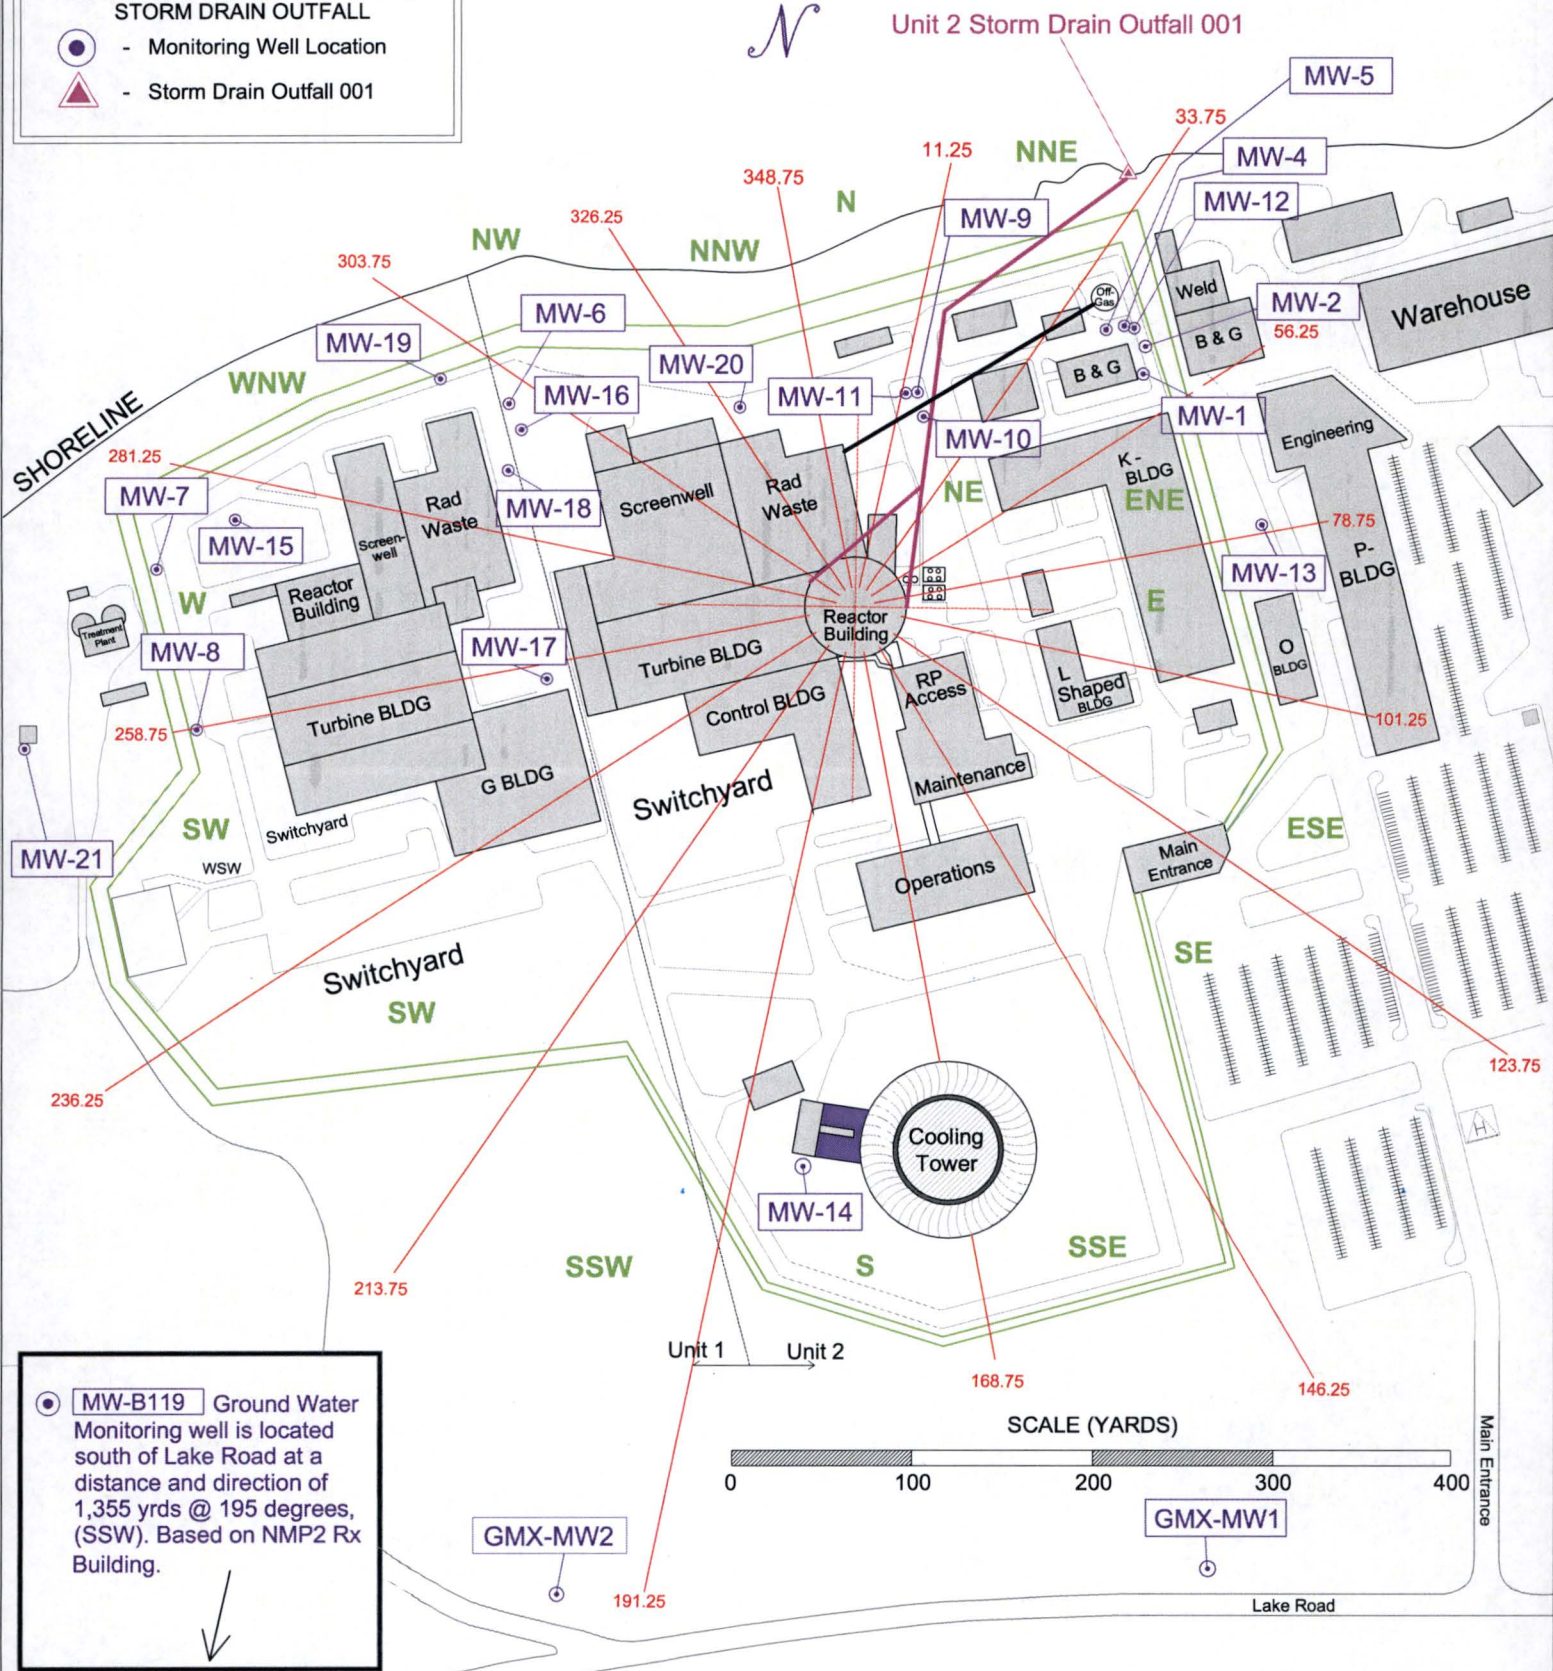 STORM DRAIN OUTFALL
- Monitoring Well Location
- Storm Drain Outfall 001
N
Unit 2 Storm Drain Outfall 001
MW-5
33.75
MW-4
NNE
11.25
MW-12
348.75
N
MW-9
326.25
NW
NNW
303.75
Off-
Gas
Weld
MW-2
Warehouse
MW-6
56.25
B & G
MW-19
MW-20
B & G
WNW
MW-16
MW-11
MW-1
SHORELINE
MW-10
Engineering
281.25
K -
BLDG
MW-7
Rad
Waste
MW-18
Screenwell
Rad
Waste
NE
ENE
78.75
MW-15
Screen-
well
P-
BLDG
MW-13
Reactor
Building
W
E
Treatment
Plant
Reactor
Building
MW-8
MW-17
Turbine BLDG
O
BLDG
RP
Access
L
Shaped
BLDG
Control BLDG
Turbine BLDG
101.25
258.75
G BLDG
Switchyard
Maintenance
SW
Switchyard
ESE
MW-21
WSW
Main
Entrance
Operations
SE
Switchyard
SW
123.75
236.25
H
Cooling
Tower
MW-14
SSE
SSW
S
213.75
Unit 1
Unit 2
168.75
146.25
MW-B119 Ground Water
Monitoring well is located
south of Lake Road at a
distance and direction of
1,355 yrds @ 195 degrees,
(SSW). Based on NMP2 Rx
Building.
SCALE (YARDS)
0 100 200 300 400
Main Entrance
GMX-MW2
GMX-MW1
191.25
Lake Road